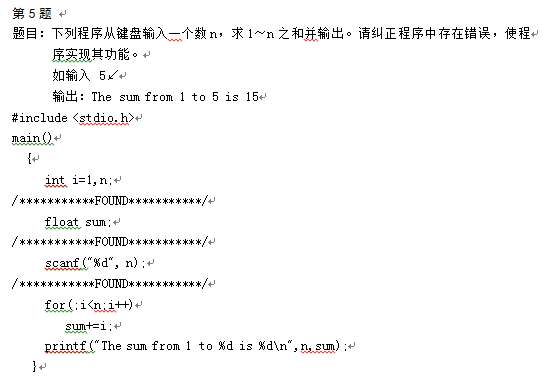 第5题
题目：下列程序从键盘输入一个数n，求1～n之和并输出。请纠正程序中存在错误，使程
序实现其功能。
如输入 5↙
输出：The sum from 1 to 5 is 15
#include <stdio.h>
main()
{
int i=1,n;
/***********FOUND***********/
float sum;
/***********FOUND***********/
scanf("%d", n);
/***********FOUND***********/
for(;i<n;i++)
sum+=i;
printf("The sum from 1 to %d is %d\n",n,sum);
}